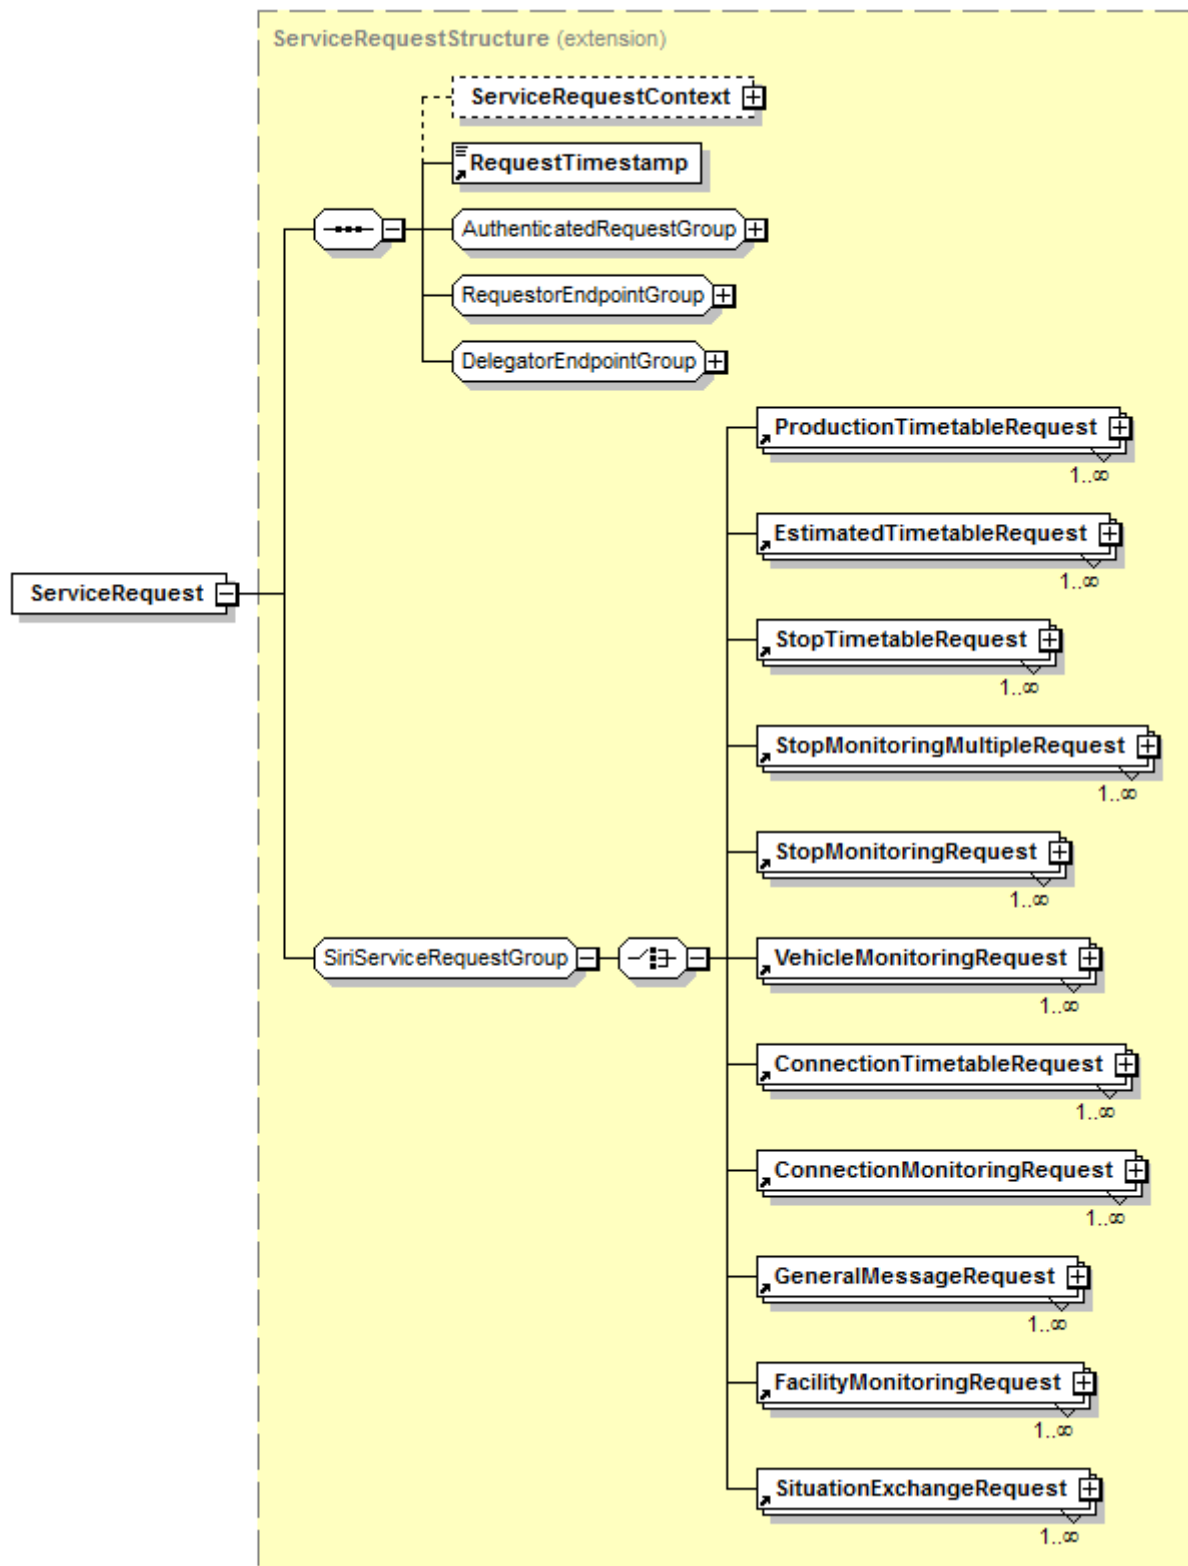 ServiceRequestStructure (extension)
ServiceRequestContext
RequestTimestamp
AuthenticatedRequestGroup
RequestorEndpointGroup
DelegatorEndpointGroup
ProductionTimetableRequest
1..∞
EstimatedTimetableRequest
1..∞
ServiceRequest
StopTimetableRequest
1..∞
StopMonitoringMultipleRequest
1..∞
StopMonitoringRequest
1..∞
SiriServiceRequestGroup
VehicleMonitoringRequest
1..∞
ConnectionTimetableRequest
1..∞
ConnectionMonitoringRequest
1..∞
GeneralMessageRequest
1..∞
FacilityMonitoringRequest
1..∞
SituationExchangeRequest
1..∞